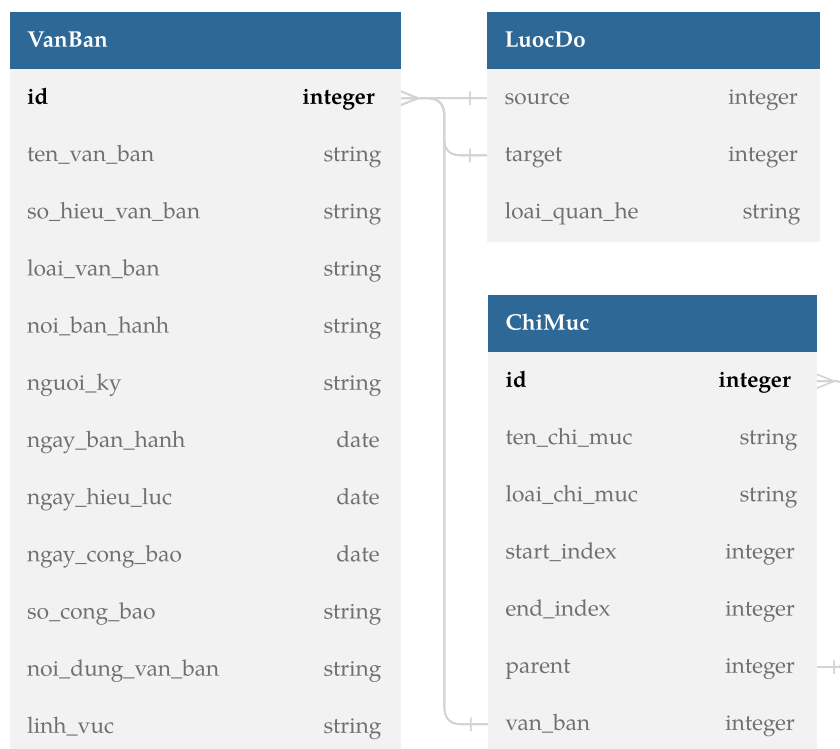 VanBan
id integer
ten_van_ban string
so_hieu_van_ban string
loai_van_ban string
noi_ban_hanh string
nguoi_ky string
ngay_ban_hanh date
ngay_hieu_luc date
ngay_cong_bao date
so_cong_bao string
noi_dung_van_ban string
linh_vuc string
LuocDo
source integer
target integer
loai_quan_he string
ChiMuc
id integer
ten_chi_muc string
loai_chi_muc string
start_index integer
end_index integer
parent integer
van_ban integer